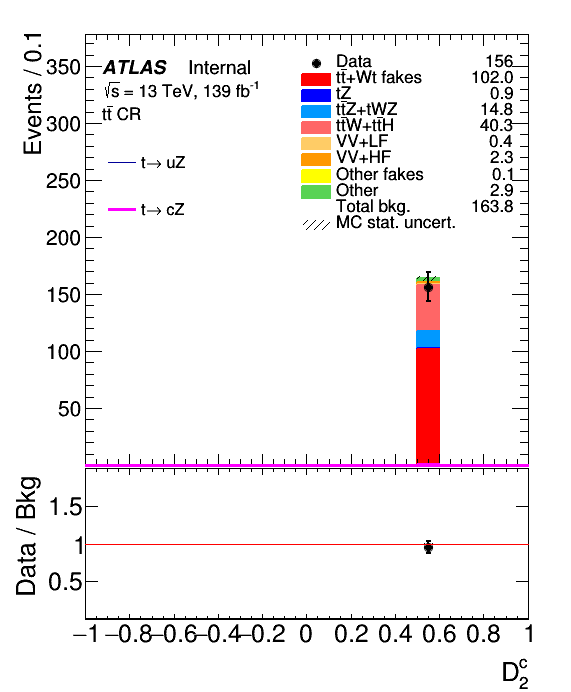 Events / 0.1
350
300
250
200
150
100
50
ATLAS Internal
√s = 13 TeV, 139 fb⁻¹
tt̄ CR
t→ uZ
t→ cZ
Data 156
tt̄+Wt fakes 102.0
tZ 0.9
tt̄Z+tWZ 14.8
tt̄W+tt̄H 40.3
VV+LF 0.4
VV+HF 2.3
Other fakes 0.1
Other 2.9
Total bkg. 163.8
MC stat. uncert.
Data / Bkg
1.5
1
0.5
−1 −0.8 −0.6 −0.4 −0.2 0 0.2 0.4 0.6 0.8 1
D₂ᶜ